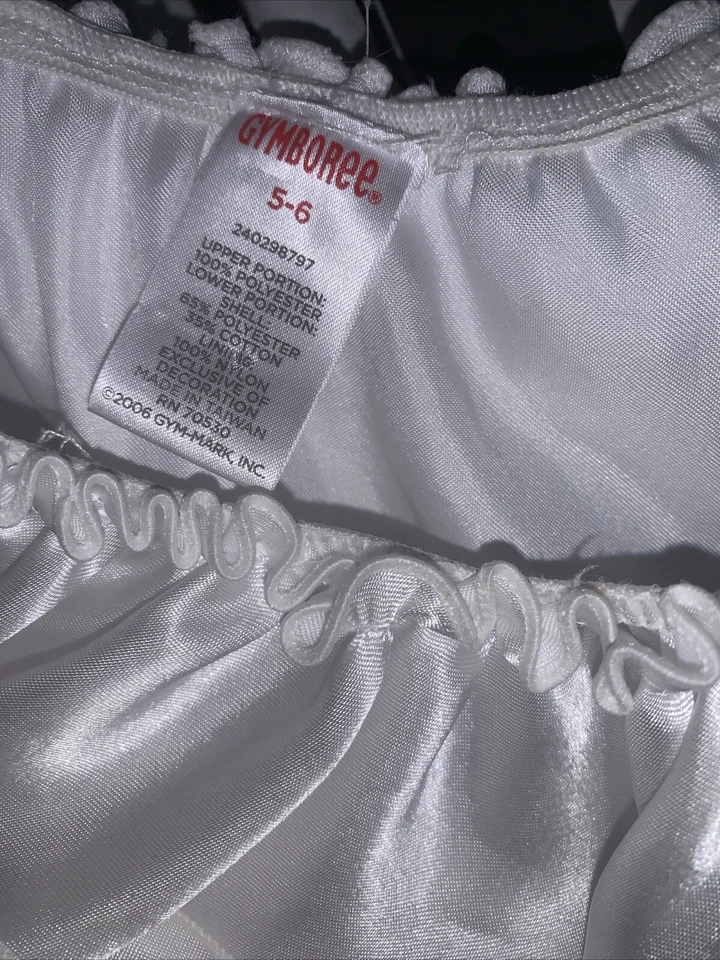 GYMBOREE®
5-6
240298797
UPPER PORTION:
100% POLYESTER
LOWER PORTION:
SHELL:
65% POLYESTER
35% COTTON
LINING:
100% NYLON
EXCLUSIVE OF
DECORATION
MADE IN TAIWAN
RN 70530
©2006 GYM-MARK, INC.